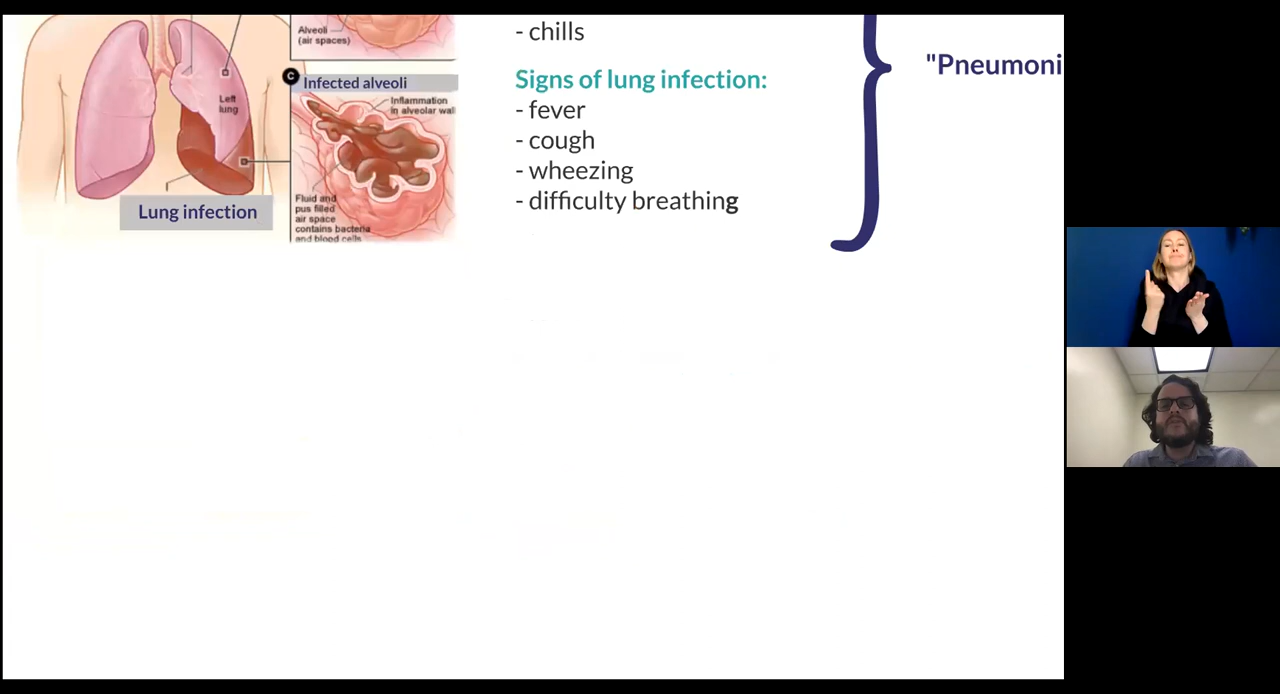 Alveoli
(air spaces)
- chills
"Pneumoni
C
Infected alveoli
Signs of lung infection:
Left
lung
Inflammation
in alveolar wall
- fever
- cough
- wheezing
- difficulty breathing
Lung infection
Fluid and
pus filled
air space
contains bacteria
and blood cells